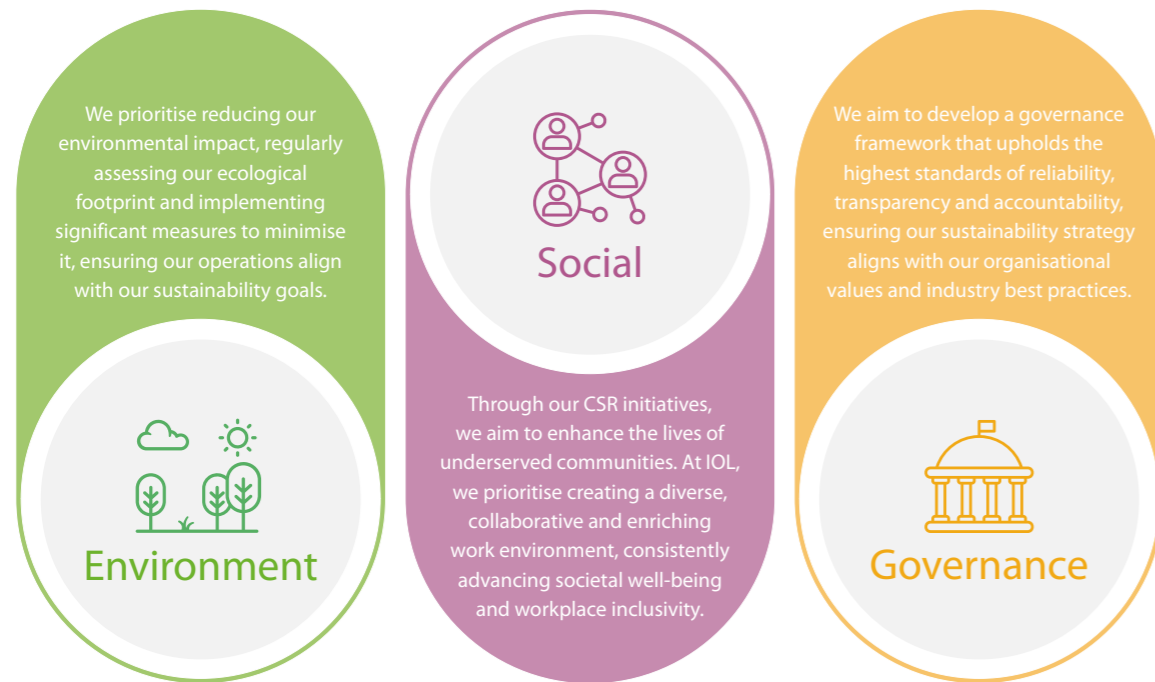 We prioritise reducing our
environmental impact, regularly
assessing our ecological
footprint and implementing
significant measures to minimise
it, ensuring our operations align
with our sustainability goals.
Environment
Social
Through our CSR initiatives,
we aim to enhance the lives of
underserved communities. At IOL,
we prioritise creating a diverse,
collaborative and enriching
work environment, consistently
advancing societal well-being
and workplace inclusivity.
We aim to develop a governance
framework that upholds the
highest standards of reliability,
transparency and accountability,
ensuring our sustainability strategy
aligns with our organisational
values and industry best practices.
Governance